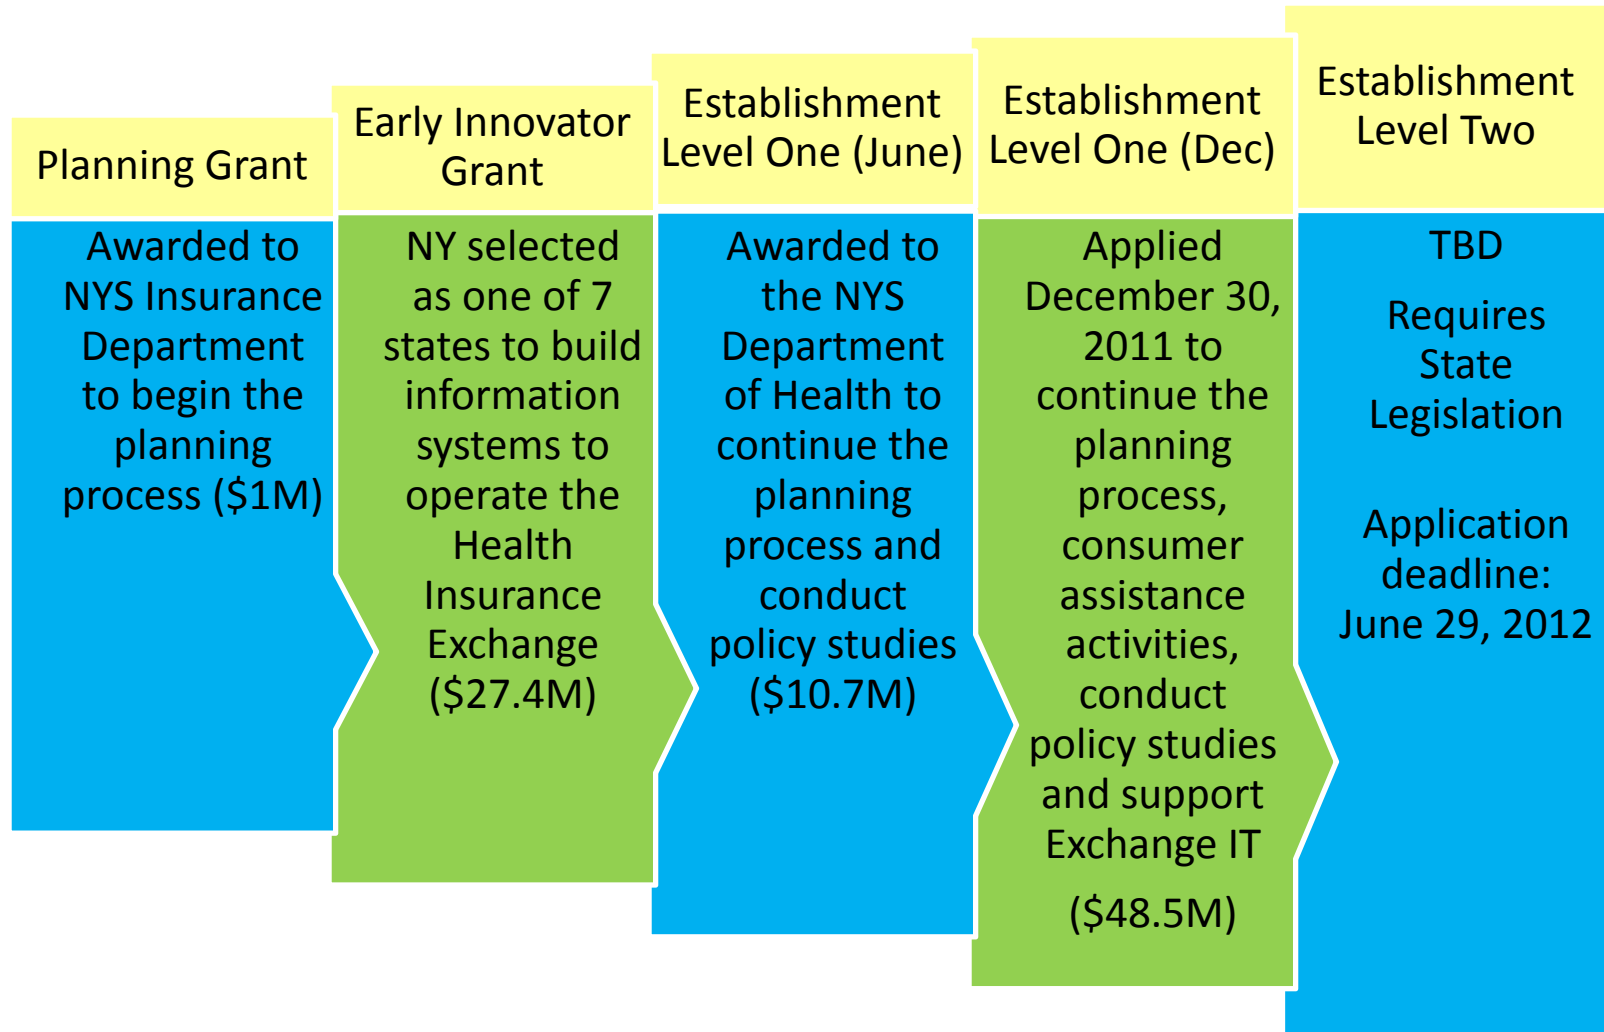 Planning Grant
Awarded to
NYS Insurance
Department
to begin the
planning
process ($1M)
Early Innovator
Grant
NY selected
as one of 7
states to build
information
systems to
operate the
Health
Insurance
Exchange
($27.4M)
Establishment
Level One (June)
Awarded to
the NYS
Department
of Health to
continue the
planning
process and
conduct
policy studies
($10.7M)
Establishment
Level One (Dec)
Applied
December 30,
2011 to
continue the
planning
process,
consumer
assistance
activities,
conduct
policy studies
and support
Exchange IT
($48.5M)
Establishment
Level Two
TBD
Requires
State
Legislation
Application
deadline:
June 29, 2012